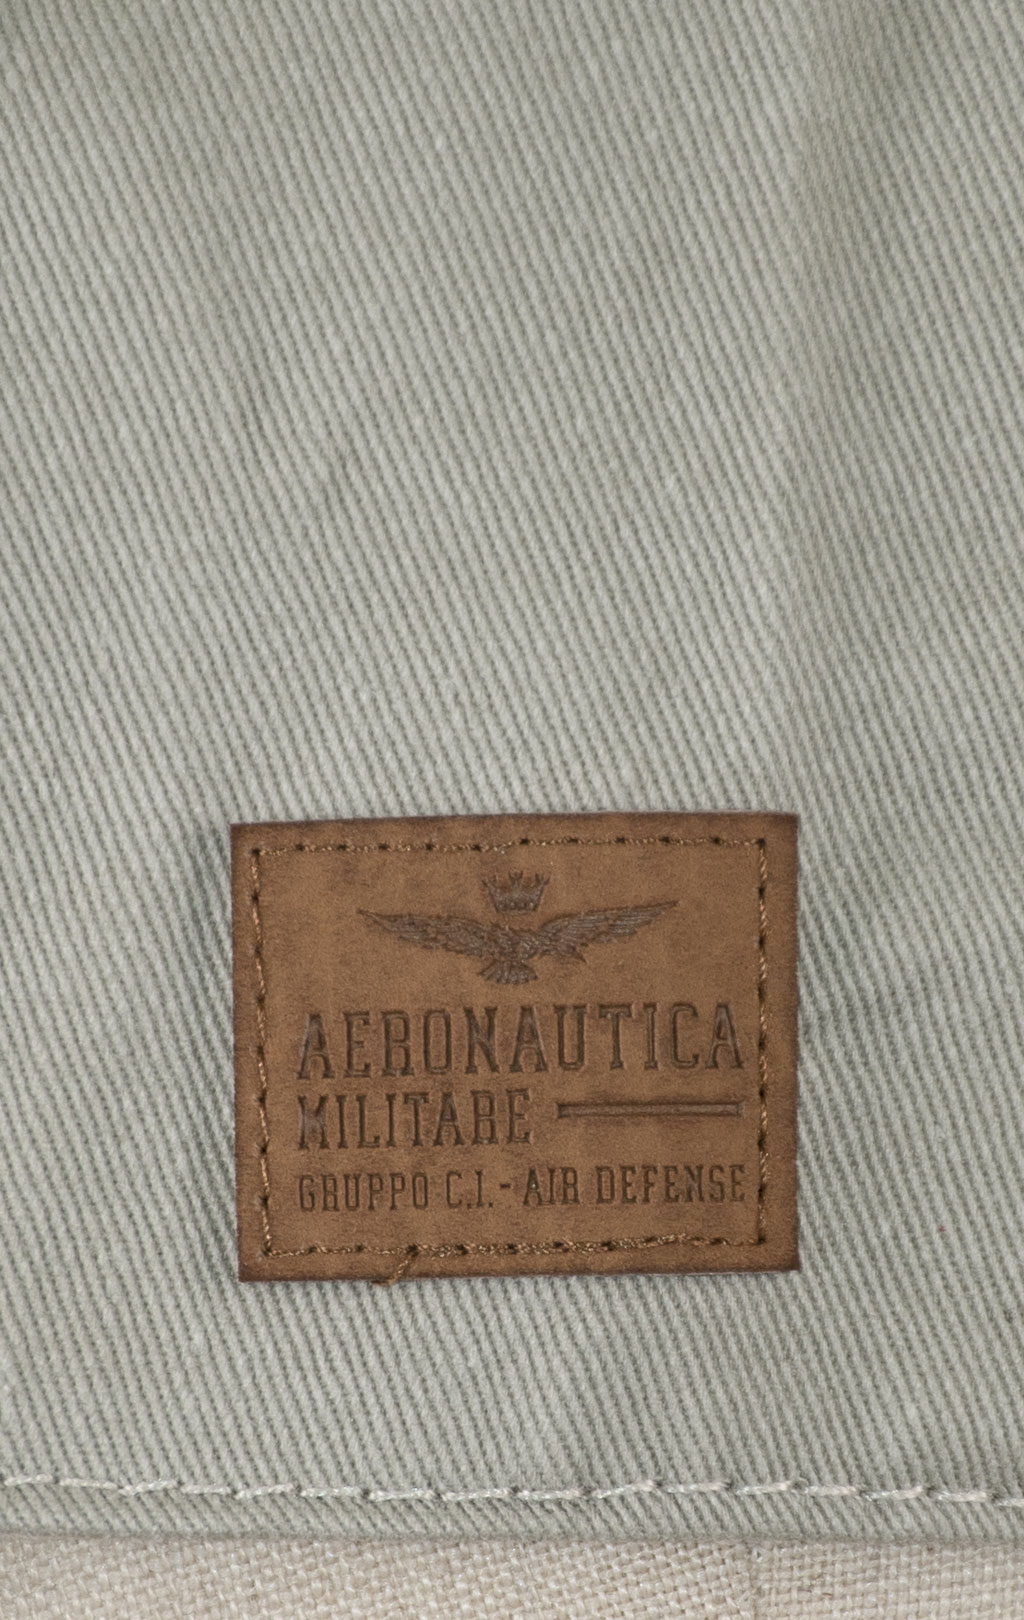 AERONAUTICA
MILITARE
GRUPPO C.I. - AIR DEFENSE